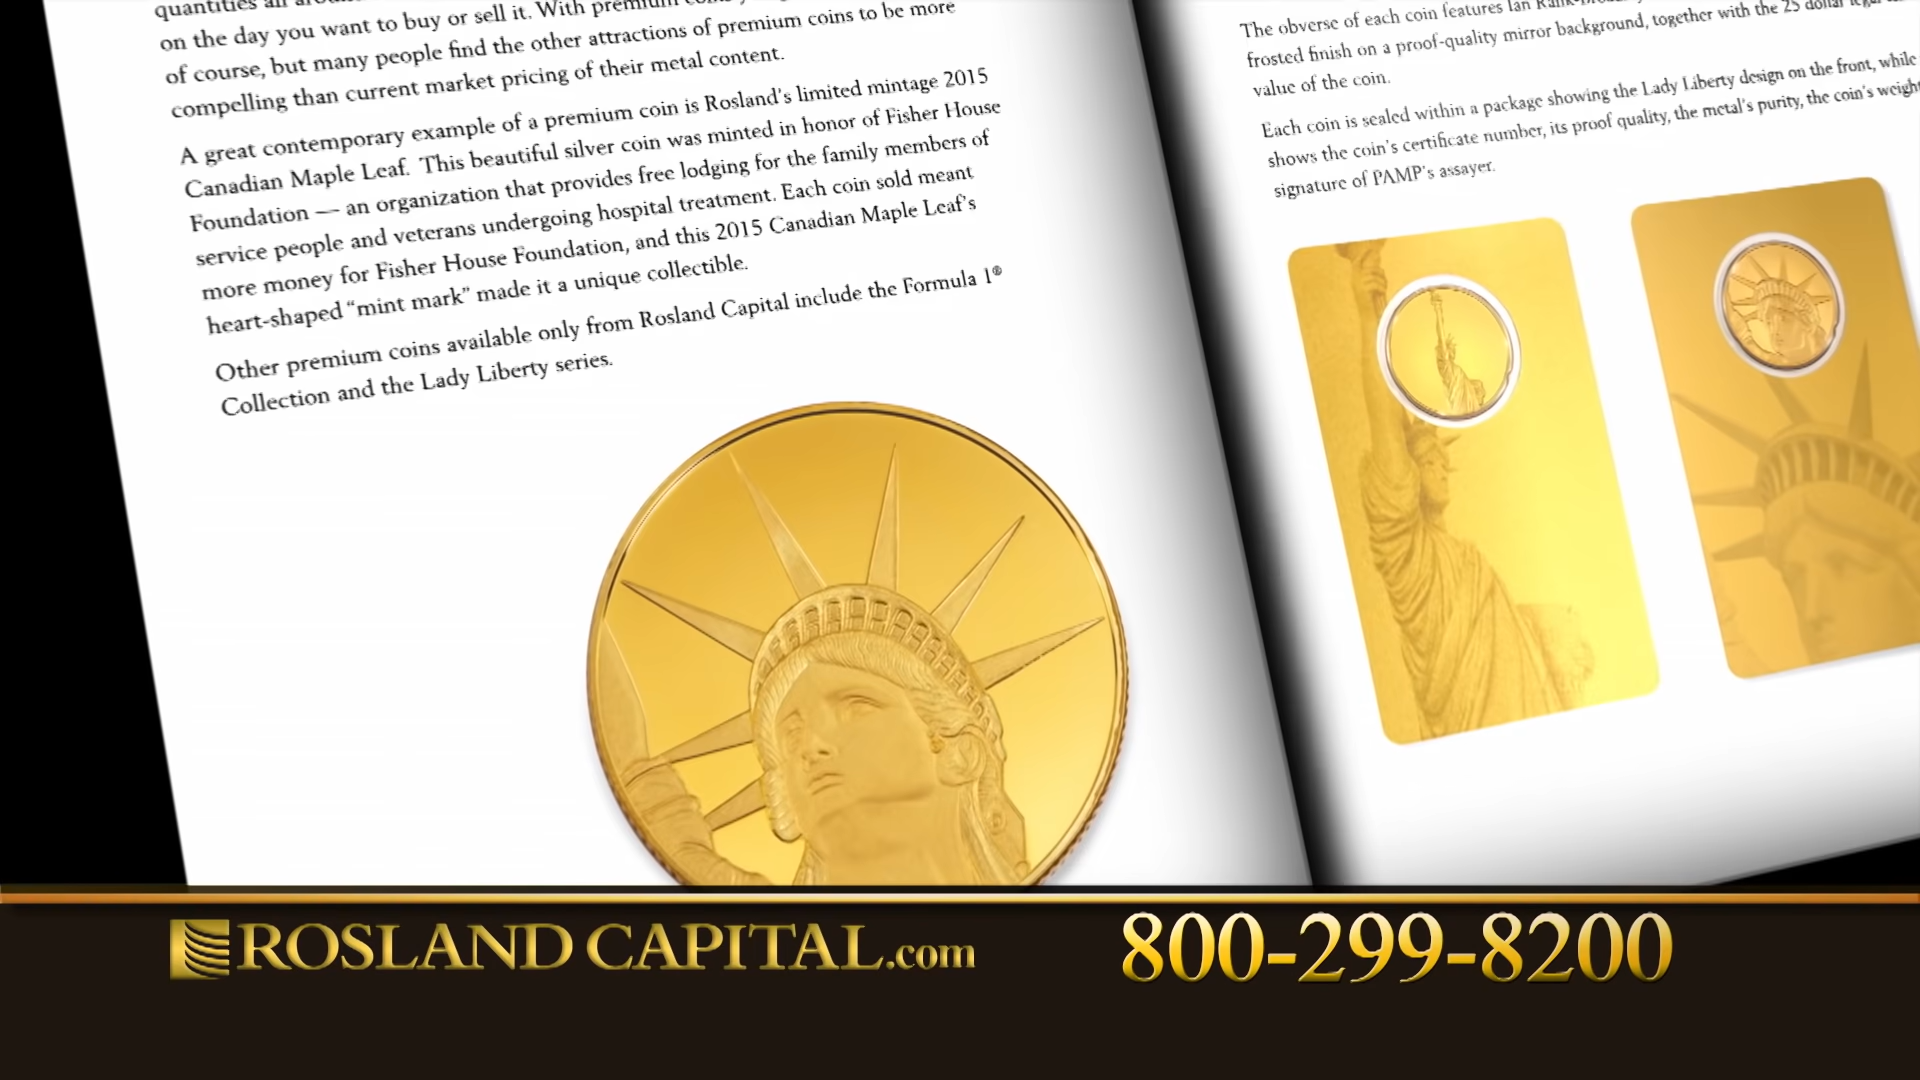 quantities all
on the day you want to buy or sell it. With premium
of course, but many people find the other attractions of premium coins to be more
compelling than current market pricing of their metal content.
A great contemporary example of a premium coin is Rosland's limited mintage 2015
Canadian Maple Leaf. This beautiful silver coin was minted in honor of Fisher House
Foundation — an organization that provides free lodging for the family members of
service people and veterans undergoing hospital treatment. Each coin sold meant
more money for Fisher House Foundation, and this 2015 Canadian Maple Leaf's
heart-shaped “mint mark” made it a unique collectible.
Other premium coins available only from Rosland Capital include the Formula 1®
Collection and the Lady Liberty series.
The obverse of each coin features Ian
frosted finish on a proof-quality mirror background, together with the 25 dollar
value of the coin.
Each coin is sealed within a package showing the Lady Liberty design on the front, while
shows the coin's certificate number, its proof quality, the metal's purity, the coin's weight
signature of PAMP's assayer.
ROSLAND CAPITAL.com
800-299-8200